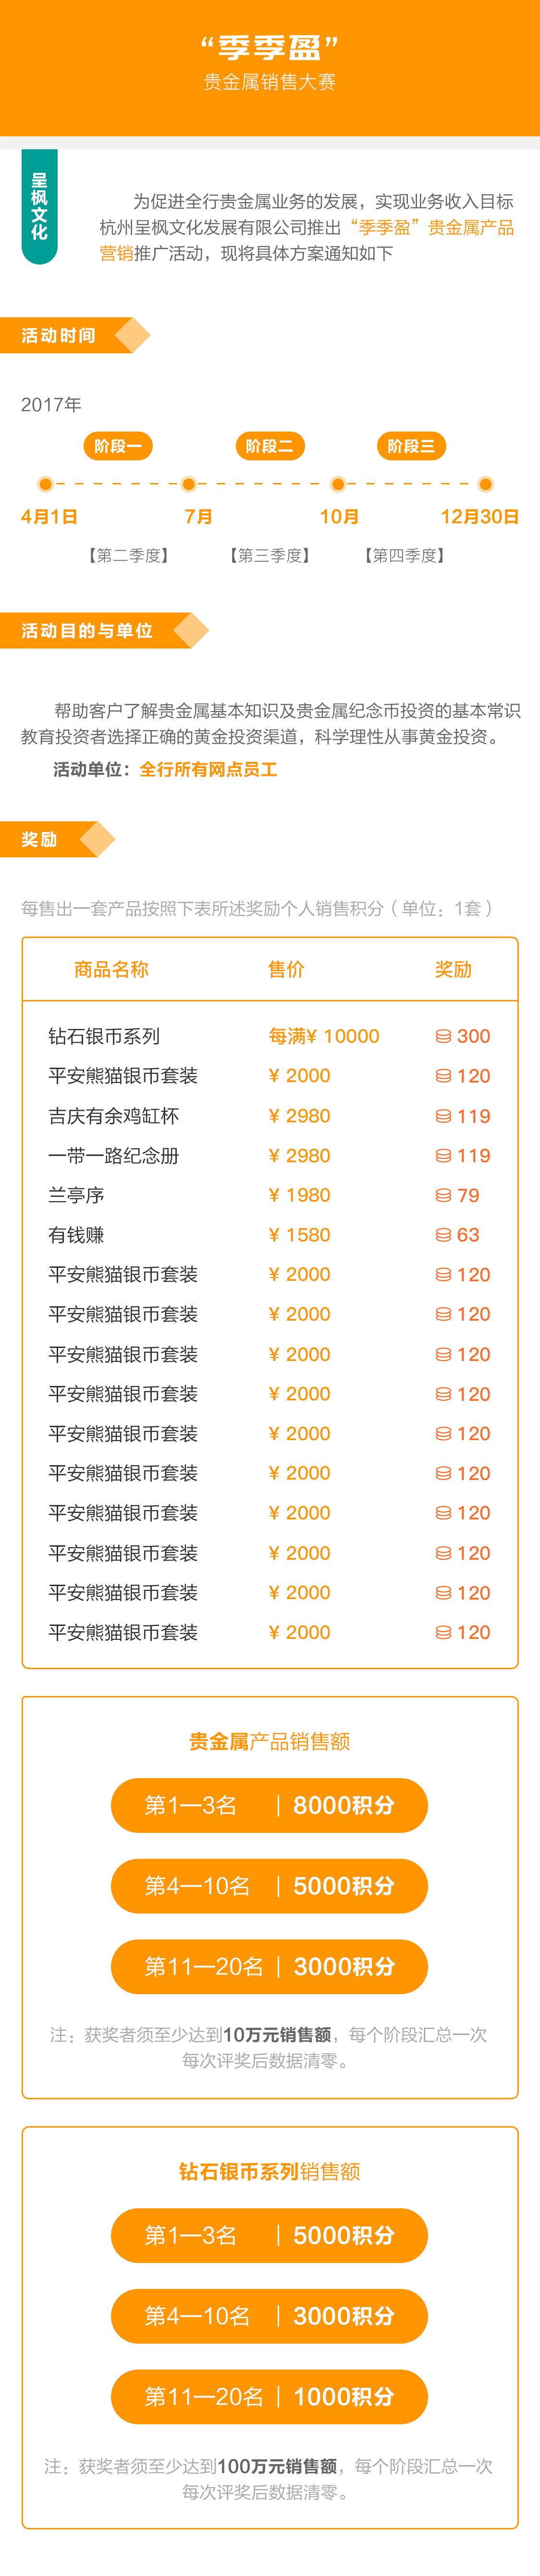 “季季盈”
贵金属销售大赛
呈枫文化
为促进全行贵金属业务的发展，实现业务收入目标
杭州呈枫文化发展有限公司推出“季季盈”贵金属产品
营销推广活动，现将具体方案通知如下
活动时间
2017年
阶段一 阶段二 阶段三
4月1日 7月 10月 12月30日
【第二季度】 【第三季度】 【第四季度】
活动目的与单位
帮助客户了解贵金属基本知识及贵金属纪念币投资的基本常识
教育投资者选择正确的黄金投资渠道，科学理性从事黄金投资。
活动单位：全行所有网点员工
奖励
每售出一套产品按照下表所述奖励个人销售积分（单位：1套）
商品名称 售价 奖励
钻石银币系列 每满¥ 10000 300
平安熊猫银币套装 ¥ 2000 120
吉庆有余鸡缸杯 ¥ 2980 119
一带一路纪念册 ¥ 2980 119
兰亭序 ¥ 1980 79
有钱赚 ¥ 1580 63
平安熊猫银币套装 ¥ 2000 120
平安熊猫银币套装 ¥ 2000 120
平安熊猫银币套装 ¥ 2000 120
平安熊猫银币套装 ¥ 2000 120
平安熊猫银币套装 ¥ 2000 120
平安熊猫银币套装 ¥ 2000 120
平安熊猫银币套装 ¥ 2000 120
平安熊猫银币套装 ¥ 2000 120
平安熊猫银币套装 ¥ 2000 120
平安熊猫银币套装 ¥ 2000 120
贵金属产品销售额
第1—3名 | 8000积分
第4—10名 | 5000积分
第11—20名 | 3000积分
注：获奖者须至少达到10万元销售额，每个阶段汇总一次
每次评奖后数据清零。
钻石银币系列销售额
第1—3名 | 5000积分
第4—10名 | 3000积分
第11—20名 | 1000积分
注：获奖者须至少达到100万元销售额，每个阶段汇总一次
每次评奖后数据清零。